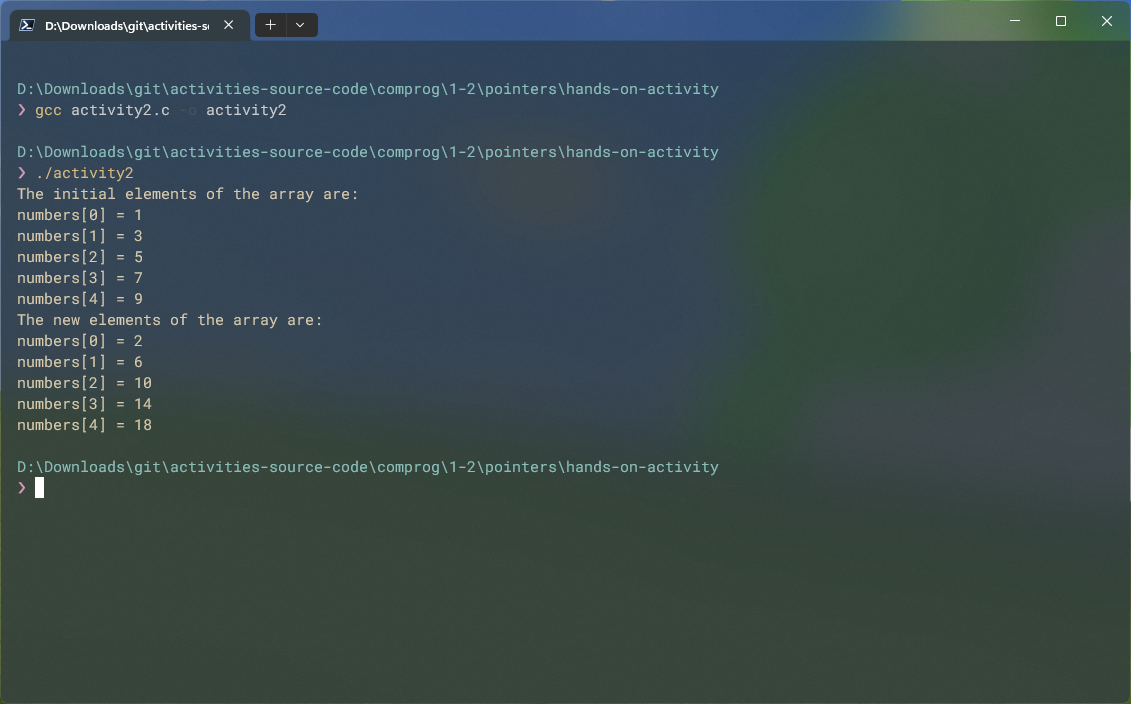 D:\Downloads\git\activities-s
D:\Downloads\git\activities-source-code\comprog\1-2\pointers\hands-on-activity
❯ gcc activity2.c -o activity2
D:\Downloads\git\activities-source-code\comprog\1-2\pointers\hands-on-activity
❯ ./activity2
The initial elements of the array are:
numbers[0] = 1
numbers[1] = 3
numbers[2] = 5
numbers[3] = 7
numbers[4] = 9
The new elements of the array are:
numbers[0] = 2
numbers[1] = 6
numbers[2] = 10
numbers[3] = 14
numbers[4] = 18
D:\Downloads\git\activities-source-code\comprog\1-2\pointers\hands-on-activity
❯